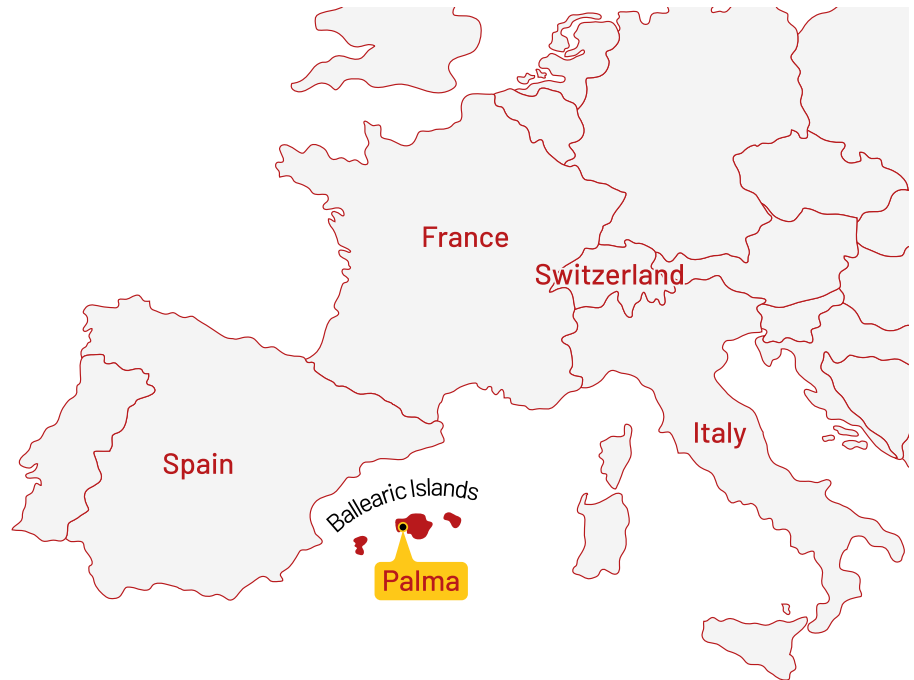 France
Switzerland
Italy
Spain
Ballearic Islands
Palma